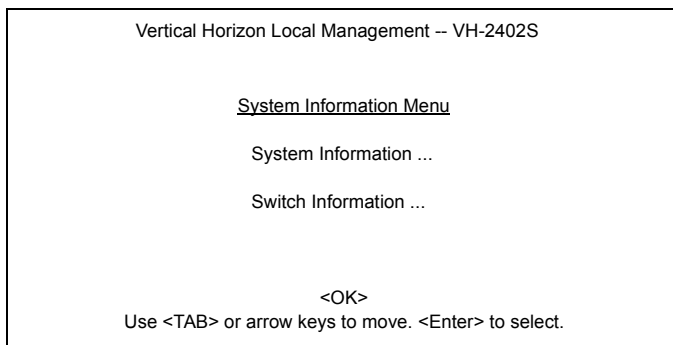 Vertical Horizon Local Management -- VH-2402S
System Information Menu
System Information ...
Switch Information ...
<OK>
Use <TAB> or arrow keys to move. <Enter> to select.